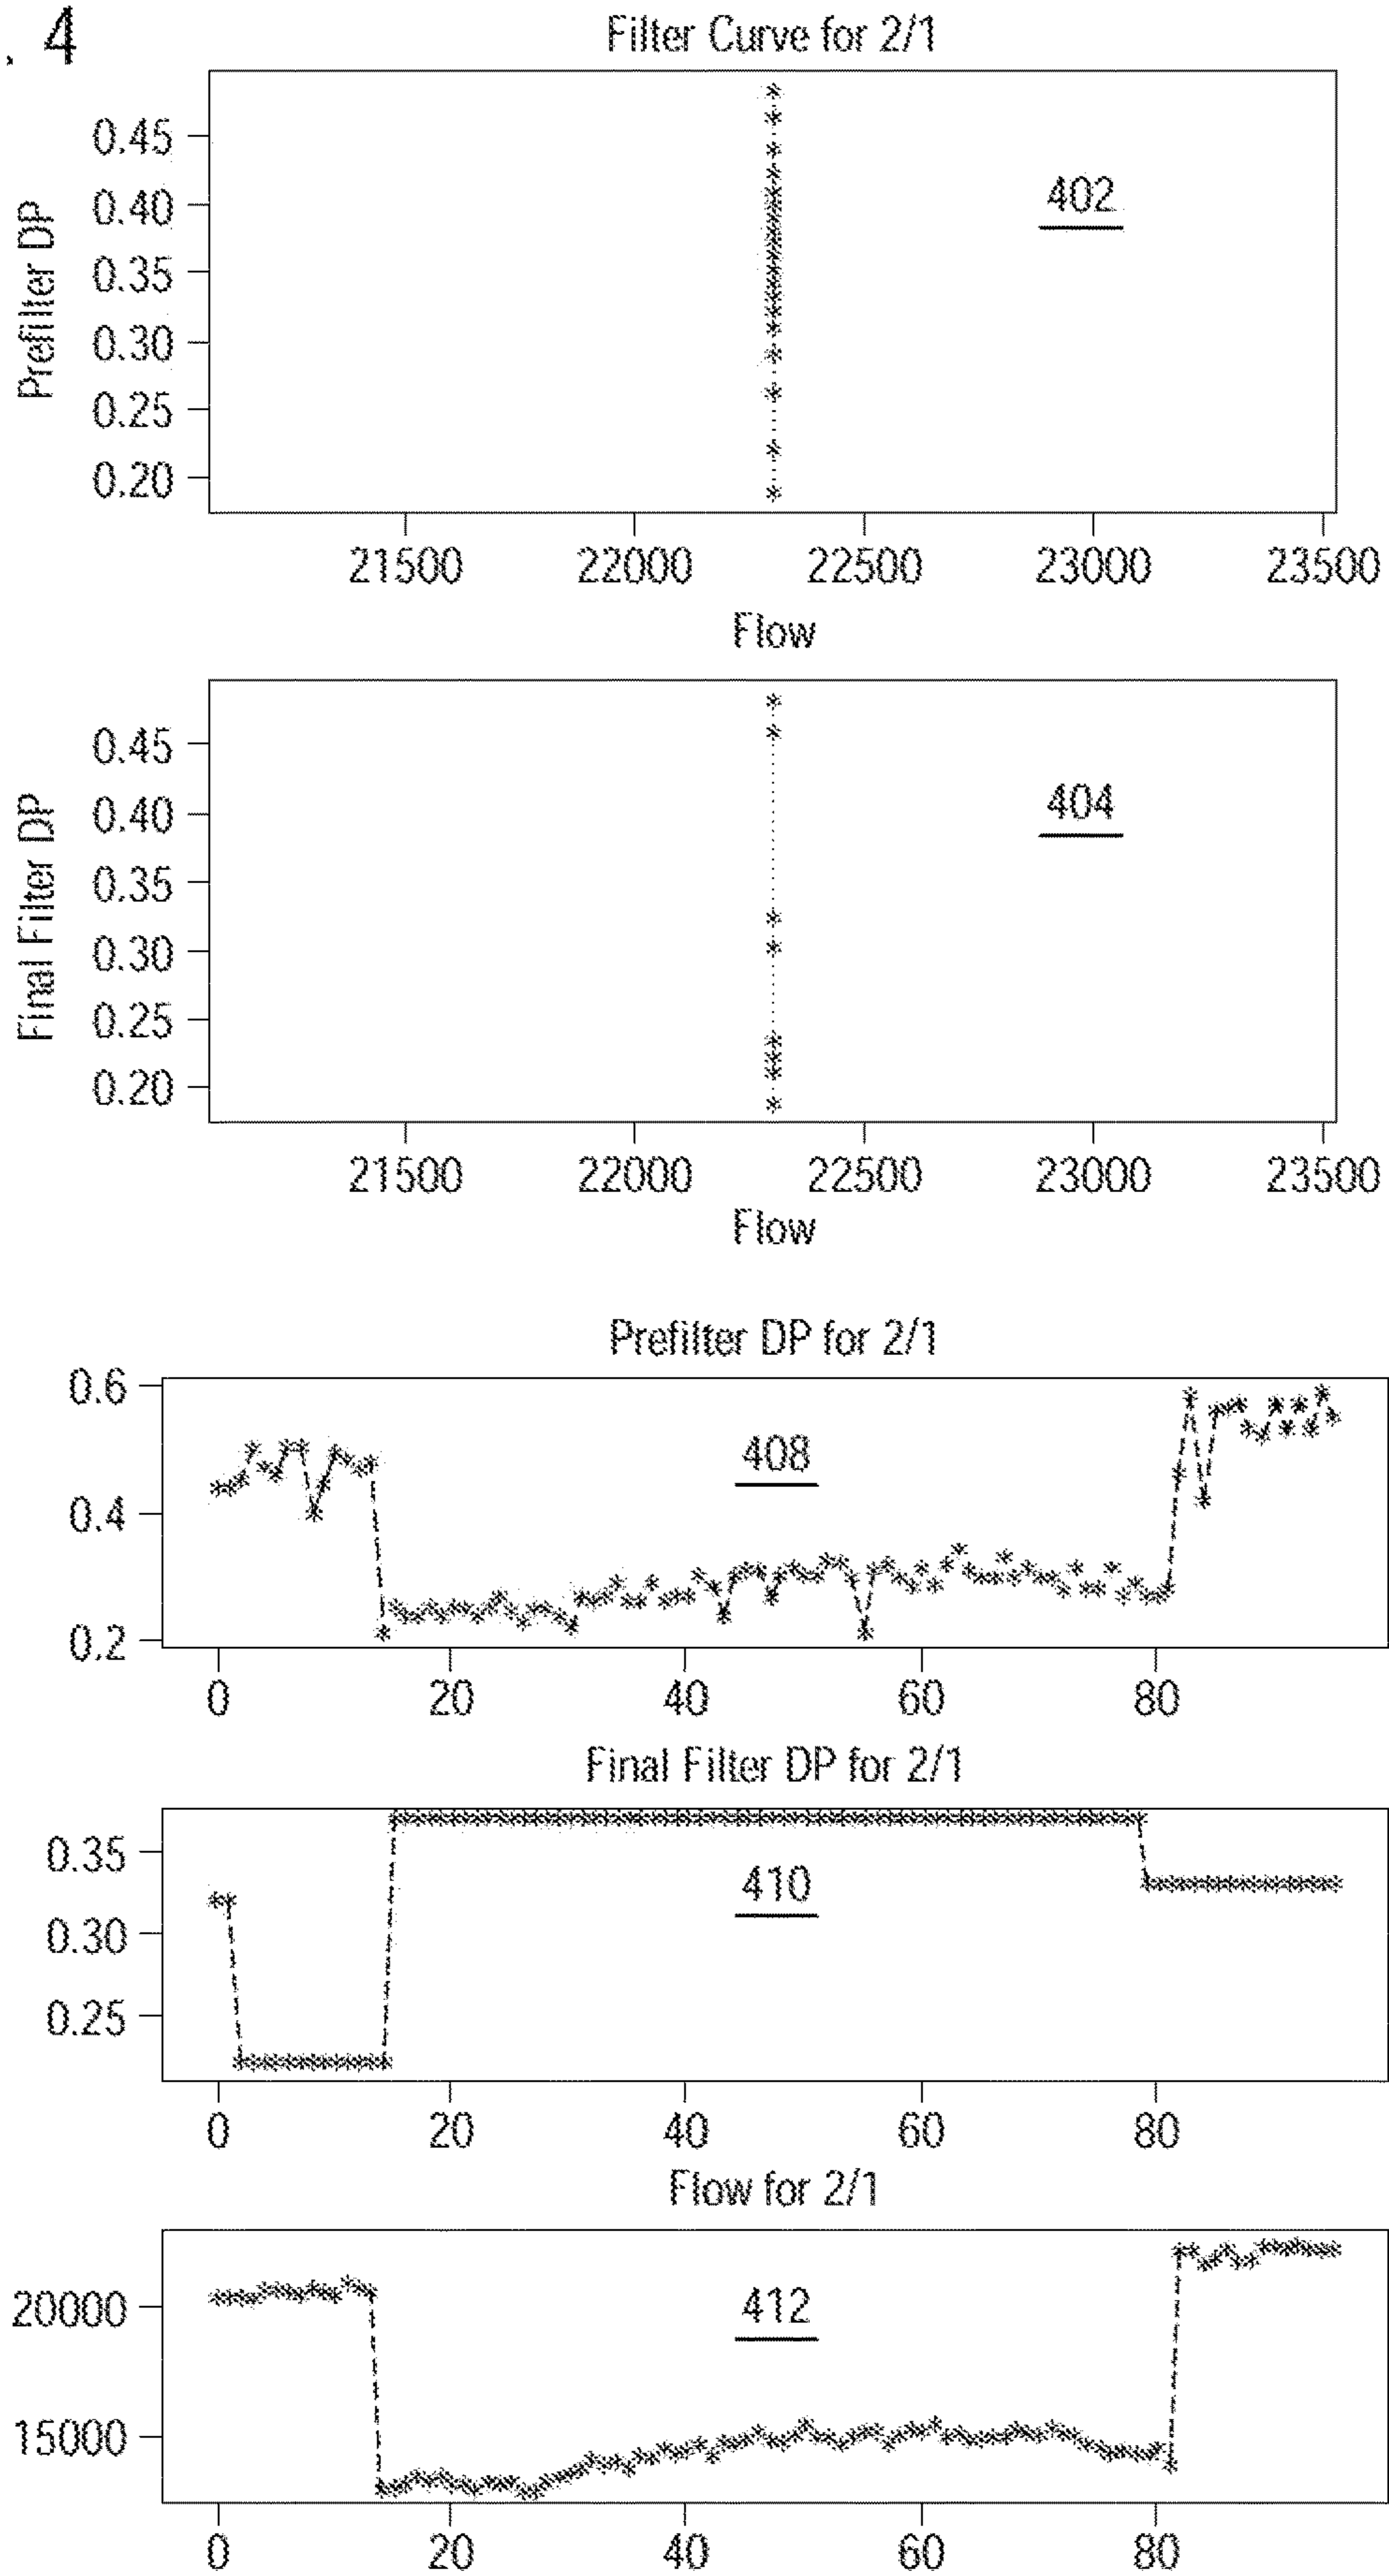 . 4
Filter Curve for 2/1
Prefilter DP
0.45
0.40
0.35
0.30
0.25
0.20
402
21500 22000 22500 23000 23500
Flow
Final Filter DP
0.45
0.40
0.35
0.30
0.25
0.20
404
21500 22000 22500 23000 23500
Flow
Prefilter DP for 2/1
0.6
0.4
0.2
408
0 20 40 60 80
Final Filter DP for 2/1
0.35
0.30
0.25
410
0 20 40 60 80
Flow for 2/1
20000
15000
412
0 20 40 60 80